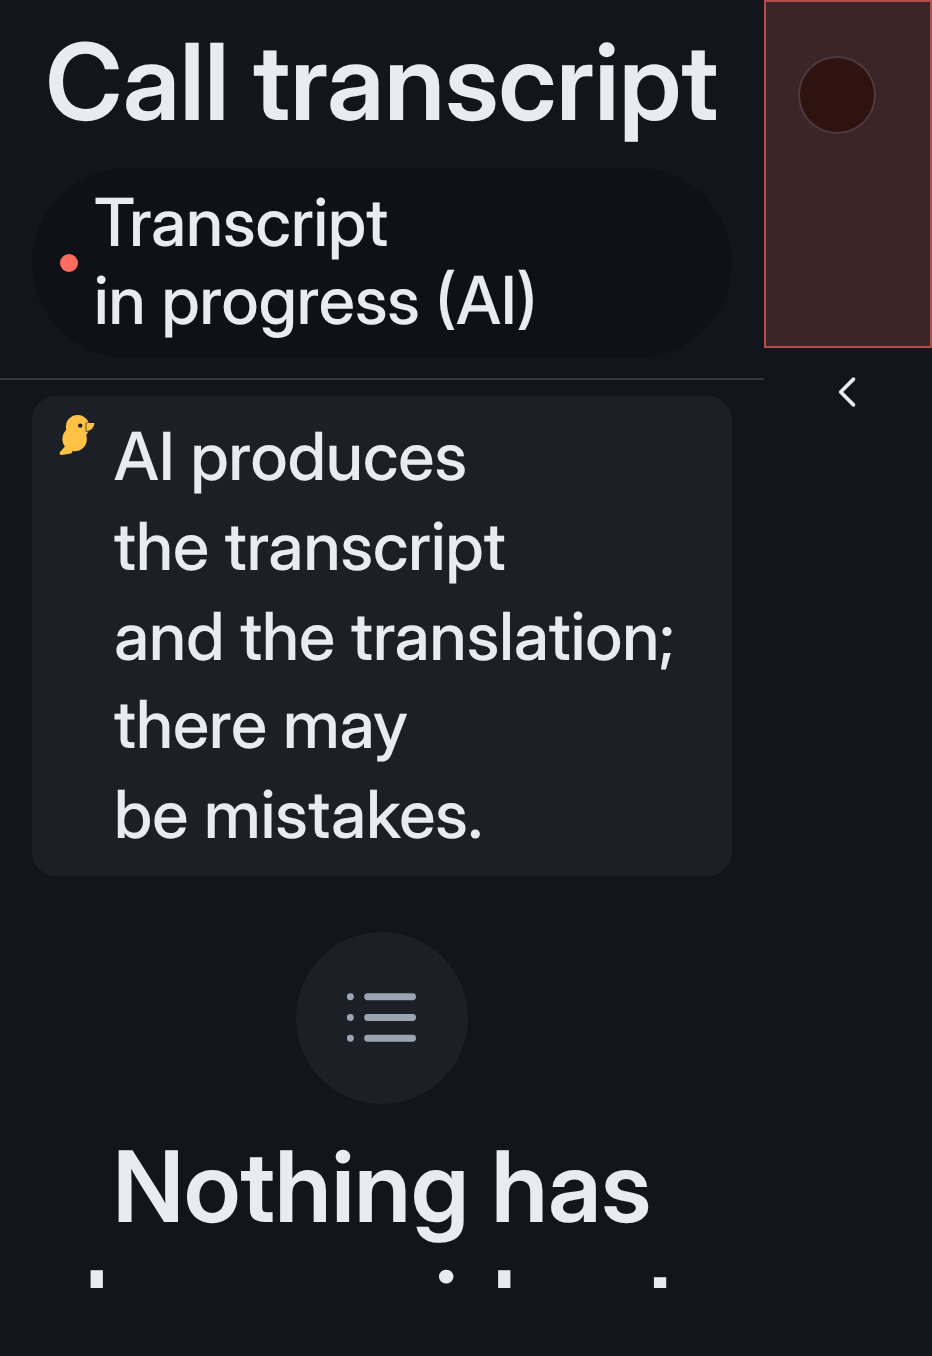 Call transcript
Transcript
in progress (AI)
AI produces
the transcript
and the translation;
there may
be mistakes.
Nothing has